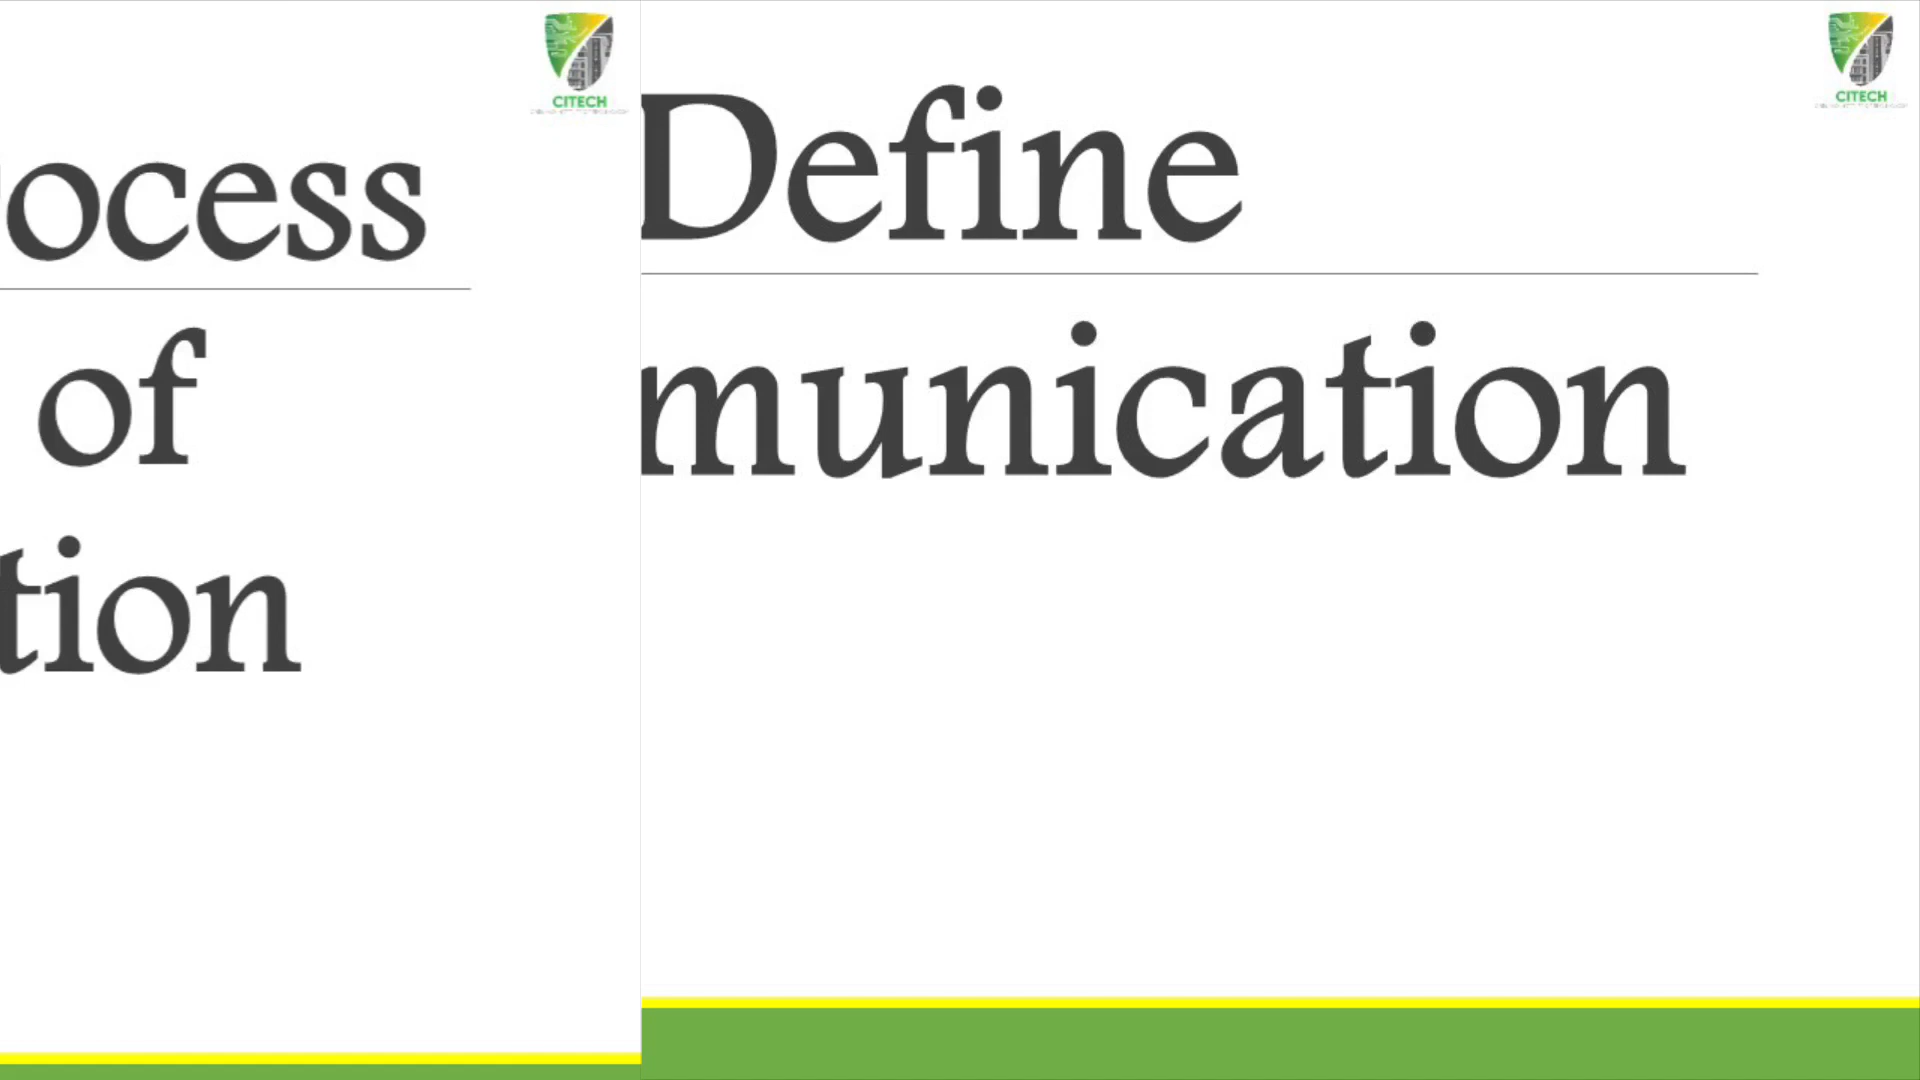 CITECH
ocess
of
tion
CITECH
Define
munication